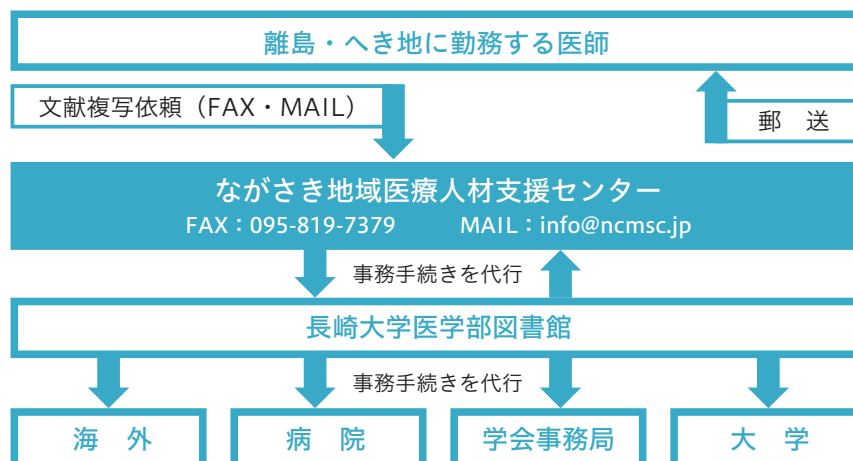 離島・へき地に勤務する医師
文献複写依頼（FAX・MAIL）
郵　送
ながさき地域医療人材支援センター
FAX：095-819-7379　　　MAIL：info@ncmsc.jp
事務手続きを代行
長崎大学医学部図書館
事務手続きを代行
海　外
病　院
学会事務局
大　学